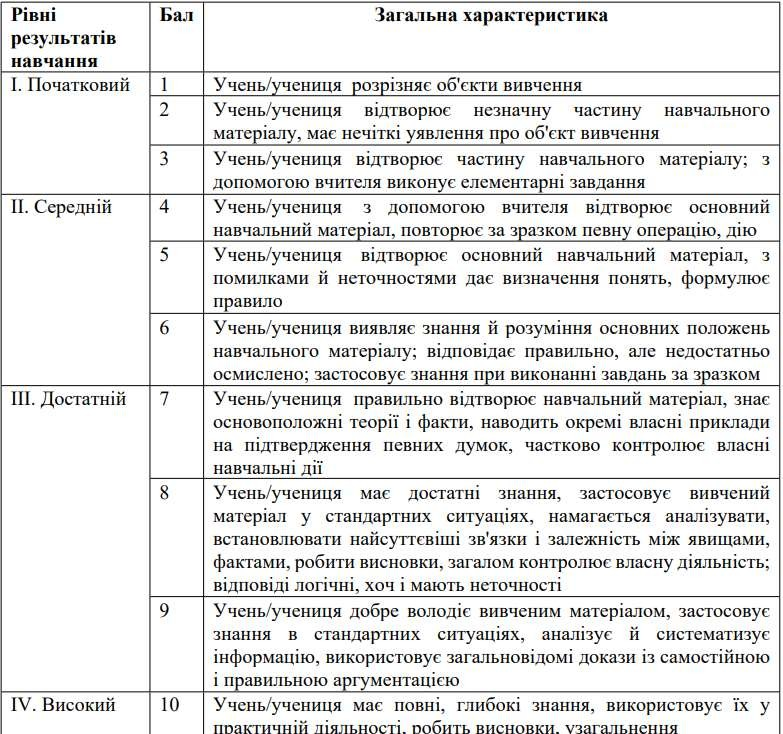 Рівні результатів навчання Бал Загальна характеристика
І. Початковий 1 Учень/учениця розрізняє об'єкти вивчення
2 Учень/учениця відтворює незначну частину навчального
матеріалу, має нечіткі уявлення про об'єкт вивчення
3 Учень/учениця відтворює частину навчального матеріалу; з
допомогою вчителя виконує елементарні завдання
ІІ. Середній 4 Учень/учениця з допомогою вчителя відтворює основний
навчальний матеріал, повторює за зразком певну операцію, дію
5 Учень/учениця відтворює основний навчальний матеріал, з
помилками й неточностями дає визначення понять, формулює
правило
6 Учень/учениця виявляє знання й розуміння основних положень
навчального матеріалу; відповідає правильно, але недостатньо
осмислено; застосовує знання при виконанні завдань за зразком
ІІІ. Достатній 7 Учень/учениця правильно відтворює навчальний матеріал, знає
основоположні теорії і факти, наводить окремі власні приклади
на підтвердження певних думок, частково контролює власні
навчальні дії
8 Учень/учениця має достатні знання, застосовує вивчений
матеріал у стандартних ситуаціях, намагається аналізувати,
встановлювати найсуттєвіші зв'язки і залежність між явищами,
фактами, робити висновки, загалом контролює власну діяльність;
відповіді логічні, хоч і мають неточності
9 Учень/учениця добре володіє вивченим матеріалом, застосовує
знання в стандартних ситуаціях, аналізує й систематизує
інформацію, використовує загальновідомі докази із самостійною
і правильною аргументацією
IV. Високий 10 Учень/учениця має повні, глибокі знання, використовує їх у
практичній діяльності, робить висновки, узагальнення